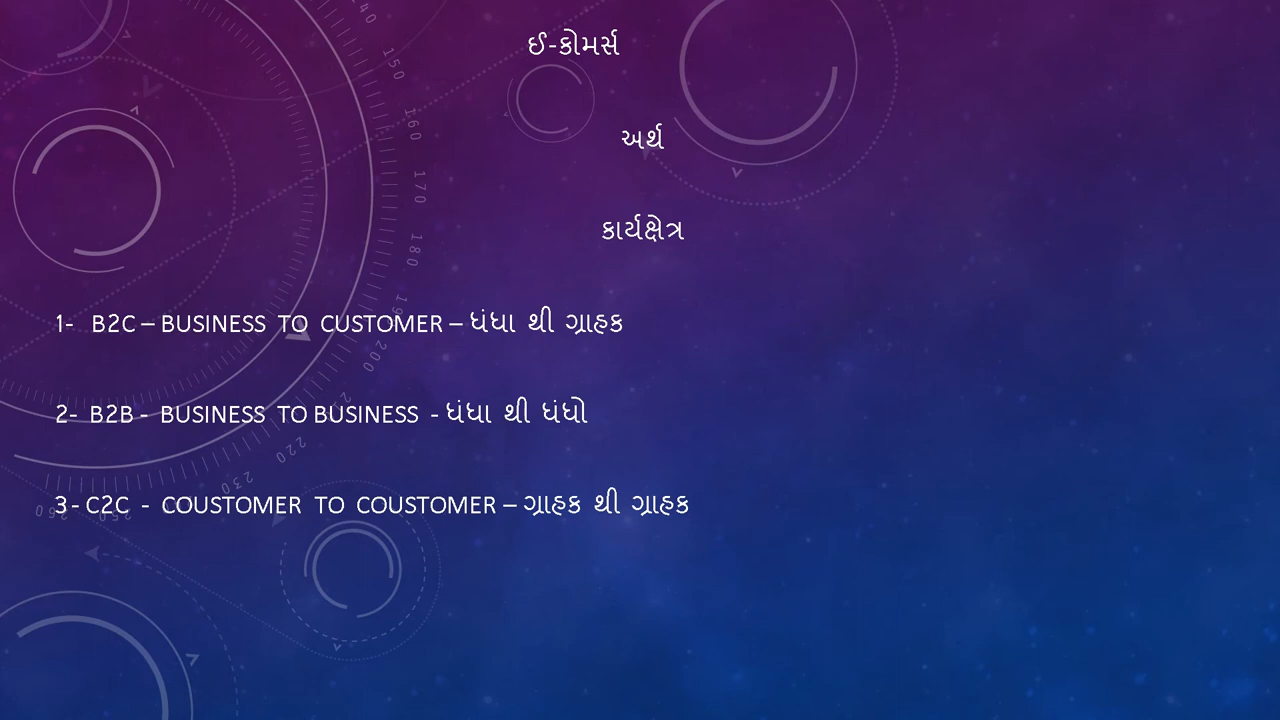 ઈ-કોમર્સ
અર્થ
કાર્યક્ષેત્ર
1- B2C – BUSINESS TO CUSTOMER – ધંધા થી ગ્રાહક
2- B2B - BUSINESS TO BUSINESS - ધંધા થી ધંધો
3- C2C - COUSTOMER TO COUSTOMER – ગ્રાહક થી ગ્રાહક